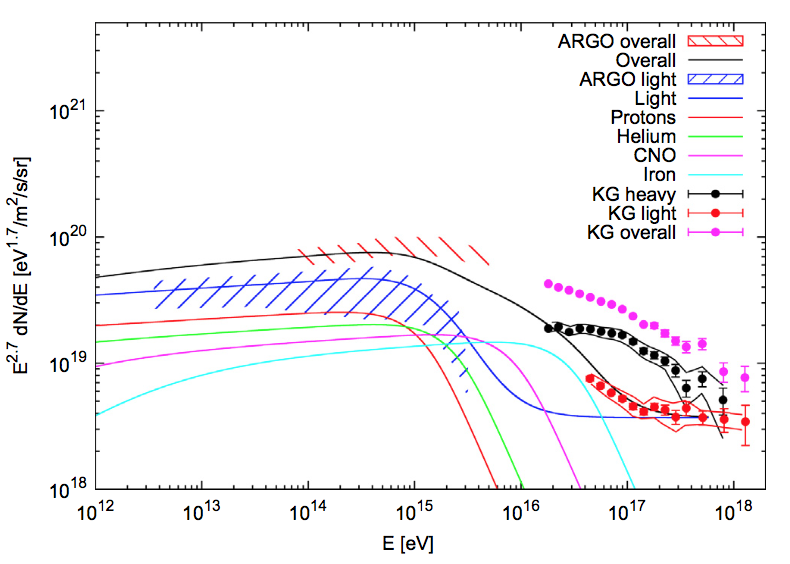 ARGO overall
Overall
ARGO light
Light
Protons
Helium
CNO
Iron
KG heavy
KG light
KG overall
10^21
10^20
10^19
10^18
E^2.7 dN/dE [eV^1.7/m^2/s/sr]
10^12 10^13 10^14 10^15 10^16 10^17 10^18
E [eV]